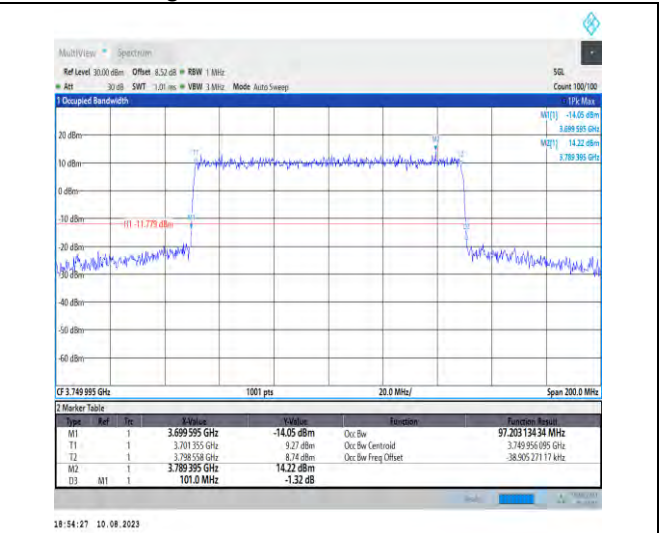 MultiView Spectrum
Ref Level 30.00 dBm Offset 8.52 dB RBW 1 MHz SGL
Att 30 dB SWT 1.01 ms VBW 3 MHz Mode Auto Sweep Count 100/100
1 Occupied Bandwidth 1Pk Max
M1[1] -14.05 dBm
3.699 595 GHz
20 dBm M2[1] 14.22 dBm
3.789 395 GHz
M2
T1 T2
10 dBm
0 dBm
-10 dBm
M1
H1 -11.779 dBm
D3
-20 dBm
-30 dBm
-40 dBm
-50 dBm
-60 dBm
CF 3.749 995 GHz 1001 pts 20.0 MHz/ Span 200.0 MHz
2 Marker Table
Type Ref Trc X-Value Y-Value Function Function Result
M1 1 3.699 595 GHz -14.05 dBm Occ Bw 97.203 134 34 MHz
T1 1 3.701 355 GHz 9.27 dBm Occ Bw Centroid 3.749 956 095 GHz
T2 1 3.798 558 GHz 8.74 dBm Occ Bw Freq Offset -38.905 271 17 kHz
M2 1 3.789 395 GHz 14.22 dBm
D3 M1 1 101.0 MHz -1.32 dB
18:54:27 10.08.2023